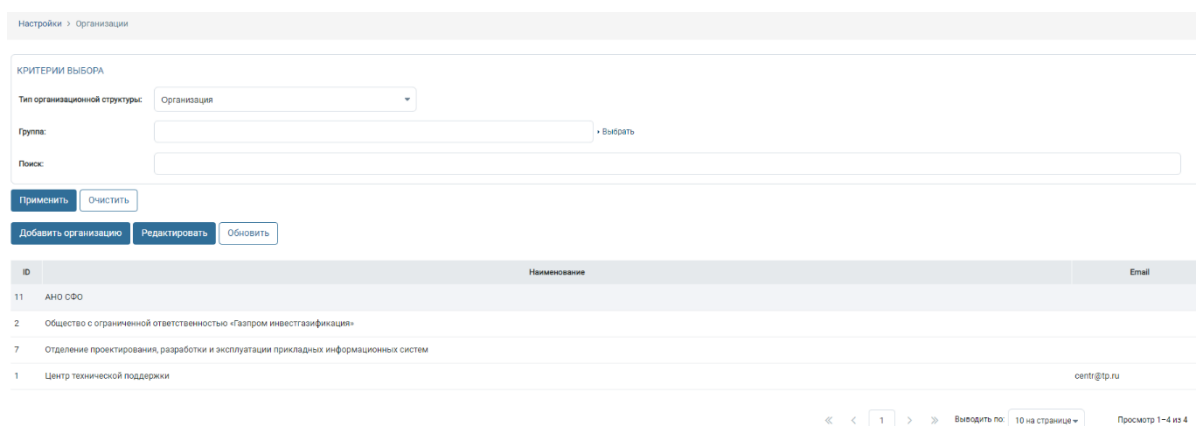 Настройки > Организации
КРИТЕРИИ ВЫБОРА
Тип организационной структуры: Организация
Группа: Выбрать
Поиск:
Применить Очистить
Добавить организацию Редактировать Обновить
ID Наименование Email
11 АНО СФО
2 Общество с ограниченной ответственностью «Газпром инвестгазификация»
7 Отделение проектирования, разработки и эксплуатации прикладных информационных систем
1 Центр технической поддержки centr@tp.ru
« < 1 > » Выводить по: 10 на странице Просмотр 1–4 из 4